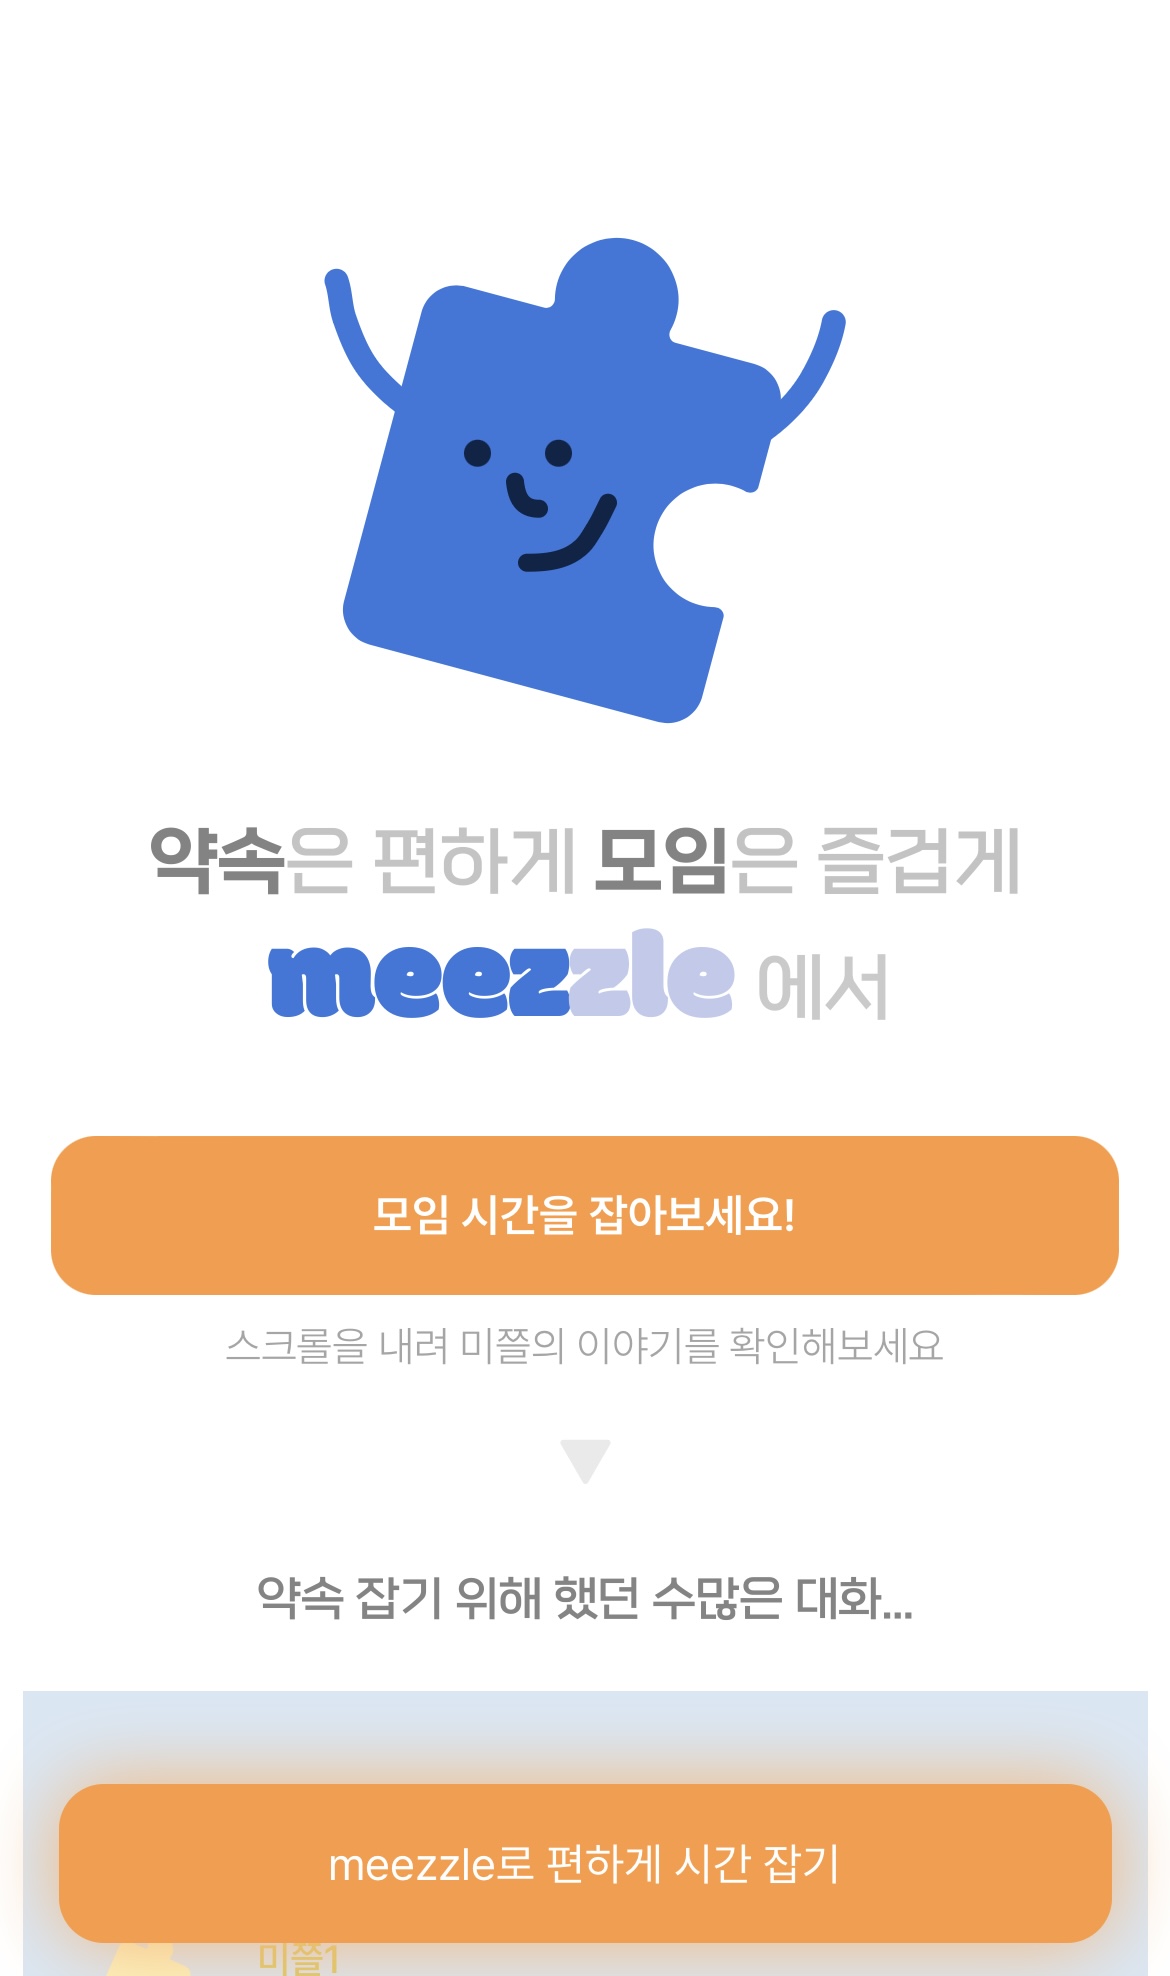 약속은 편하게 모임은 즐겁게
meezzle 에서
모임 시간을 잡아보세요!
스크롤을 내려 미쯜의 이야기를 확인해보세요
약속 잡기 위해 했던 수많은 대화...
meezzle로 편하게 시간 잡기
미쯜1